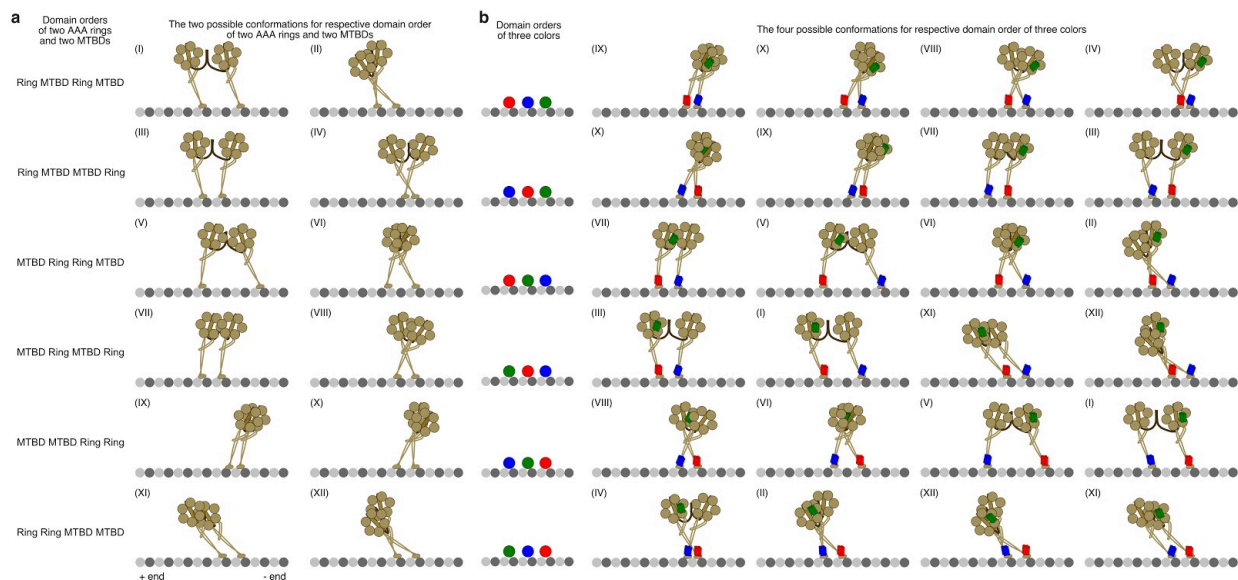 a
Domain orders
of two AAA rings
and two MTBDs
The two possible conformations for respective domain order
of two AAA rings and two MTBDs
Ring MTBD Ring MTBD
(I)
(II)
Ring MTBD MTBD Ring
(III)
(IV)
MTBD Ring Ring MTBD
(V)
(VI)
MTBD Ring MTBD Ring
(VII)
(VIII)
MTBD MTBD Ring Ring
(IX)
(X)
Ring Ring MTBD MTBD
(XI)
(XII)
+ end
- end
b
Domain orders
of three colors
The four possible conformations for respective domain order of three colors
(IX)
(X)
(VIII)
(IV)
(X)
(IX)
(VII)
(III)
(VII)
(V)
(VI)
(II)
(III)
(I)
(XI)
(XII)
(VIII)
(VI)
(V)
(I)
(IV)
(II)
(XII)
(XI)